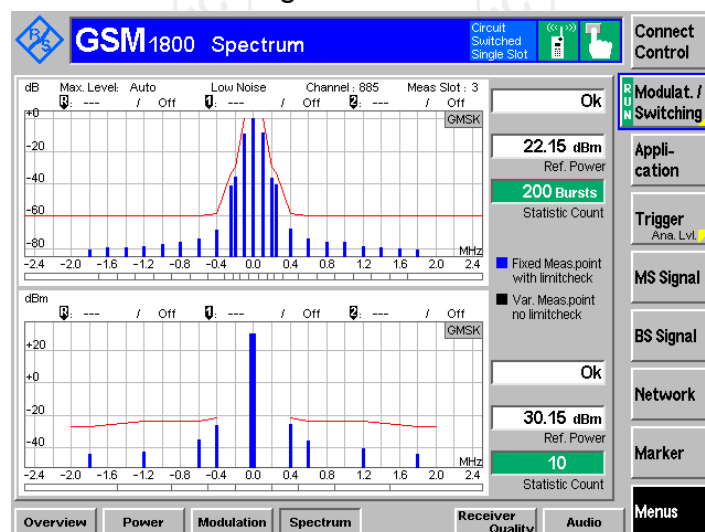 GSM 1800 Spectrum
Circuit Switched Single Slot
Connect Control
dB Max. Level: Auto Low Noise Channel : 885 Meas Slot : 3
R: --- / Off 1: --- / Off 2: --- / Off
GMSK
+0
-20
-40
-60
-80
MHz
-2.4 -2.0 -1.6 -1.2 -0.8 -0.4 0.0 0.4 0.8 1.2 1.6 2.0 2.4
Ok
22.15 dBm
Ref. Power
200 Bursts
Statistic Count
Fixed Meas.point
with limitcheck
Var. Meas.point
no limitcheck
dBm
R: --- / Off 1: --- / Off 2: --- / Off
GMSK
+20
+0
-20
-40
MHz
-2.4 -2.0 -1.6 -1.2 -0.8 -0.4 0.0 0.4 0.8 1.2 1.6 2.0 2.4
Ok
30.15 dBm
Ref. Power
10
Statistic Count
RUN
Modulat. /
Switching
Appli-
cation
Trigger
Ana. Lvl.
MS Signal
BS Signal
Network
Marker
Menus
Overview Power Modulation Spectrum Receiver Quality Audio